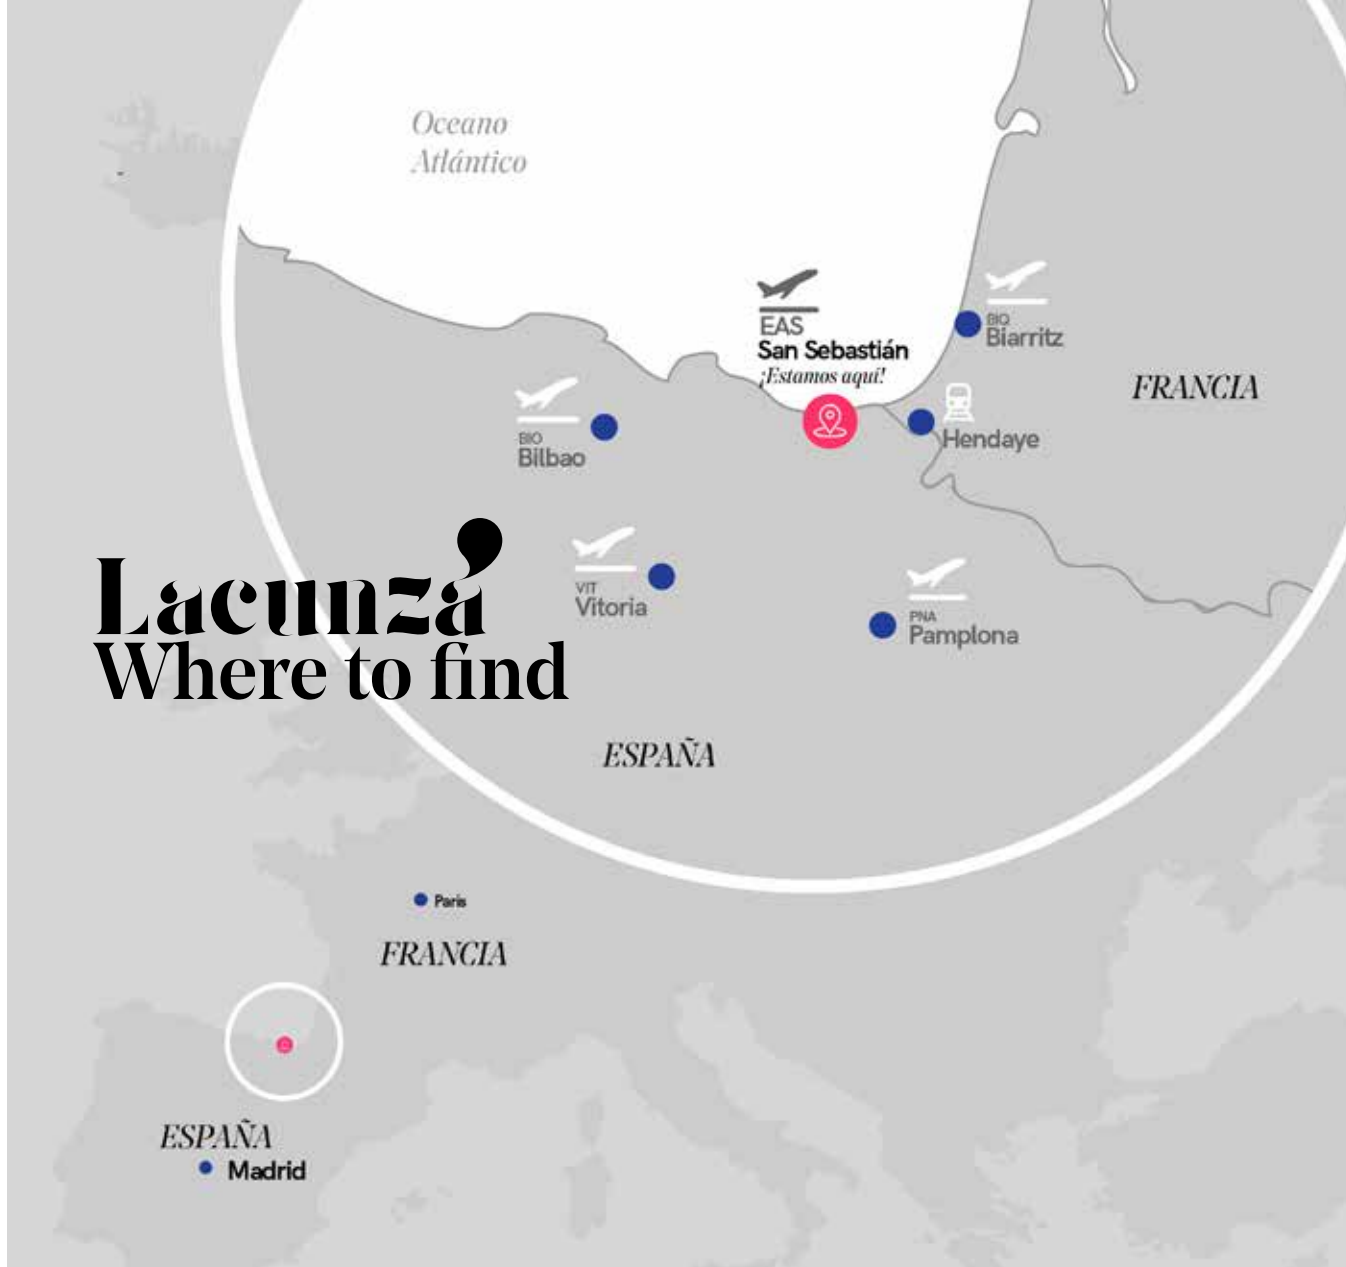 Oceano
Atlántico
EAS
San Sebastián
¡Estamos aquí!
BIQ
Biarritz
FRANCIA
Hendaye
BIO
Bilbao
VIT
Vitoria
PNA
Pamplona
Lacunza
Where to find
ESPAÑA
Paris
FRANCIA
ESPAÑA
Madrid